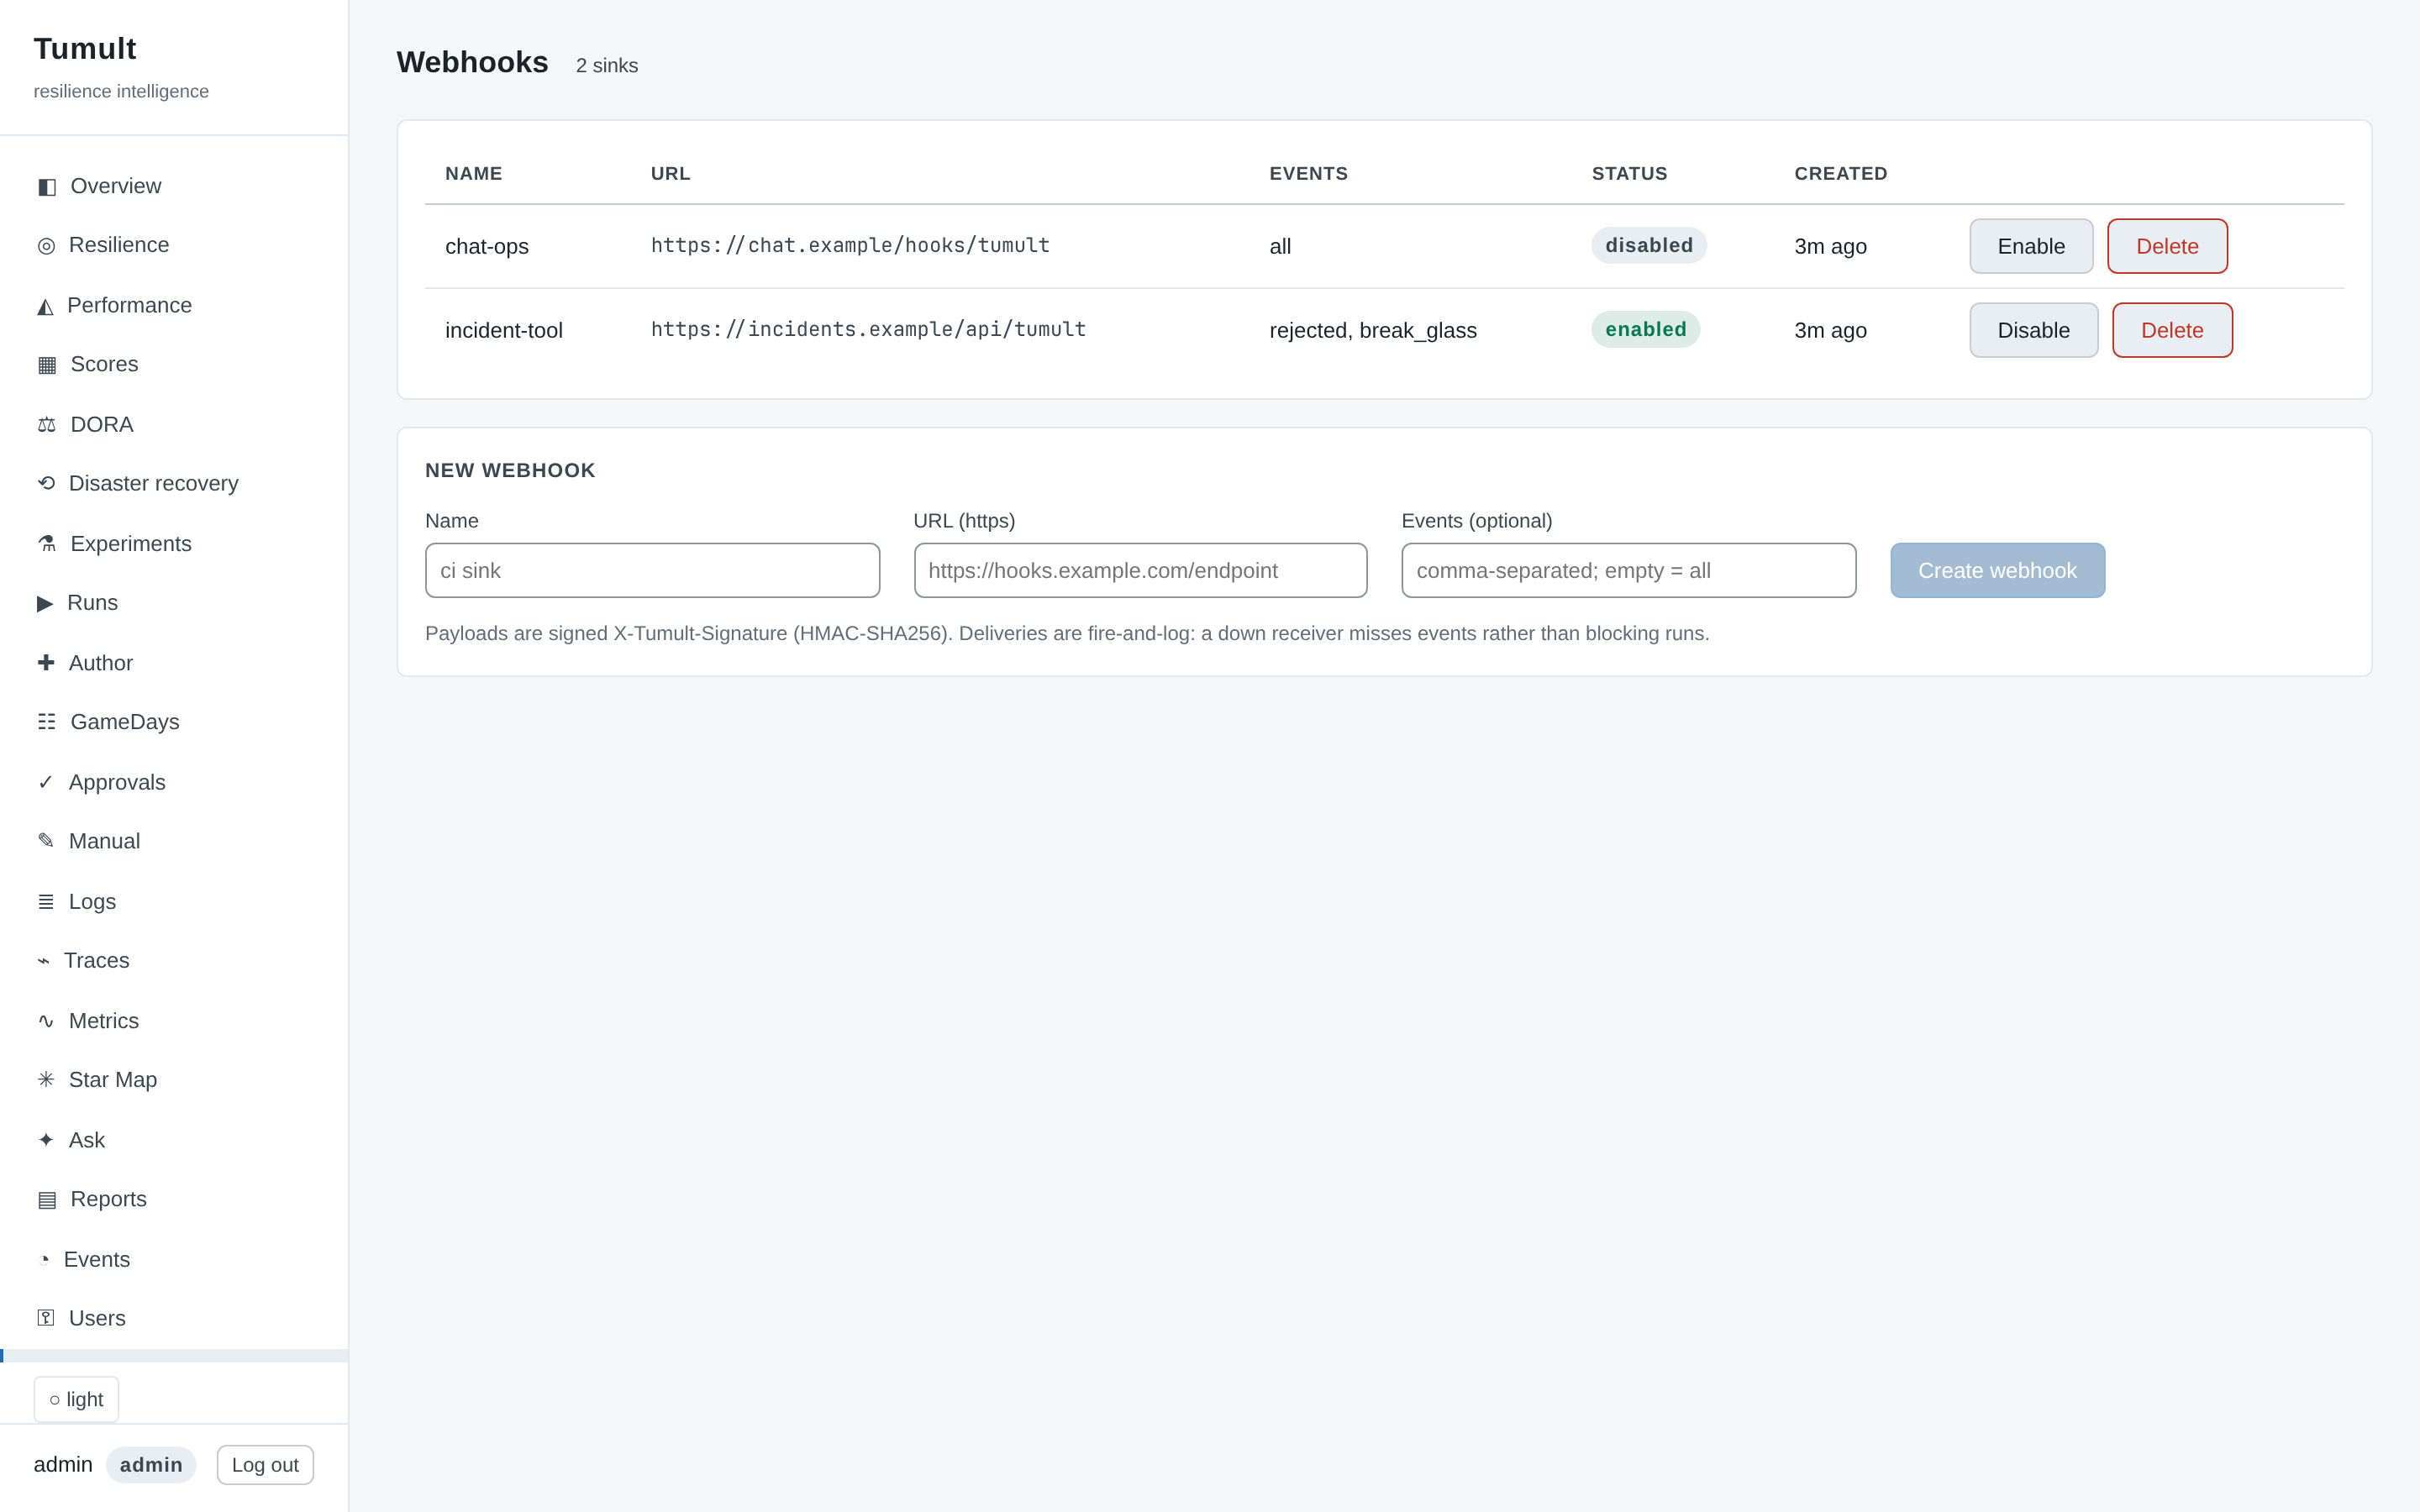 Tumult
resilience intelligence
Overview
Resilience
Performance
Scores
DORA
Disaster recovery
Experiments
Runs
Author
GameDays
Approvals
Manual
Logs
Traces
Metrics
Star Map
Ask
Reports
Events
Users
light
admin admin Log out
Webhooks 2 sinks
NAME URL EVENTS STATUS CREATED
chat-ops https://chat.example/hooks/tumult all disabled 3m ago Enable Delete
incident-tool https://incidents.example/api/tumult rejected, break_glass enabled 3m ago Disable Delete
NEW WEBHOOK
Name URL (https) Events (optional)
ci sink https://hooks.example.com/endpoint comma-separated; empty = all Create webhook
Payloads are signed X-Tumult-Signature (HMAC-SHA256). Deliveries are fire-and-log: a down receiver misses events rather than blocking runs.